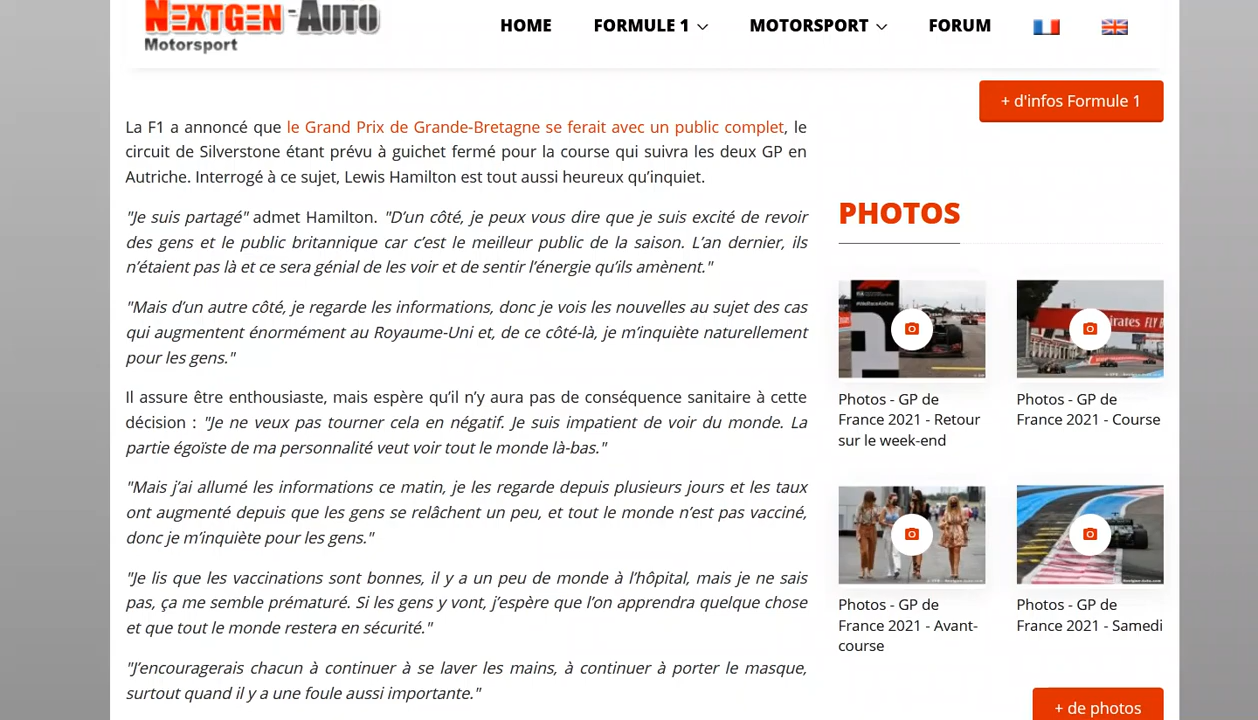 NEXTGEN-AUTO
Motorsport
HOME
FORMULE 1
MOTORSPORT
FORUM
+ d'infos Formule 1
La F1 a annoncé que le Grand Prix de Grande-Bretagne se ferait avec un public complet, le
circuit de Silverstone étant prévu à guichet fermé pour la course qui suivra les deux GP en
Autriche. Interrogé à ce sujet, Lewis Hamilton est tout aussi heureux qu’inquiet.
"Je suis partagé" admet Hamilton. "D’un côté, je peux vous dire que je suis excité de revoir
des gens et le public britannique car c’est le meilleur public de la saison. L’an dernier, ils
n’étaient pas là et ce sera génial de les voir et de sentir l’énergie qu’ils amènent."
"Mais d’un autre côté, je regarde les informations, donc je vois les nouvelles au sujet des cas
qui augmentent énormément au Royaume-Uni et, de ce côté-là, je m’inquiète naturellement
pour les gens."
Il assure être enthousiaste, mais espère qu’il n’y aura pas de conséquence sanitaire à cette
décision : "Je ne veux pas tourner cela en négatif. Je suis impatient de voir du monde. La
partie égoïste de ma personnalité veut voir tout le monde là-bas."
"Mais j’ai allumé les informations ce matin, je les regarde depuis plusieurs jours et les taux
ont augmenté depuis que les gens se relâchent un peu, et tout le monde n’est pas vacciné,
donc je m’inquiète pour les gens."
"Je lis que les vaccinations sont bonnes, il y a un peu de monde à l’hôpital, mais je ne sais
pas, ça me semble prématuré. Si les gens y vont, j’espère que l’on apprendra quelque chose
et que tout le monde restera en sécurité."
"J’encouragerais chacun à continuer à se laver les mains, à continuer à porter le masque,
surtout quand il y a une foule aussi importante."
PHOTOS
Photos - GP de
France 2021 - Retour
sur le week-end
Photos - GP de
France 2021 - Course
Photos - GP de
France 2021 - Avant-
course
Photos - GP de
France 2021 - Samedi
+ de photos